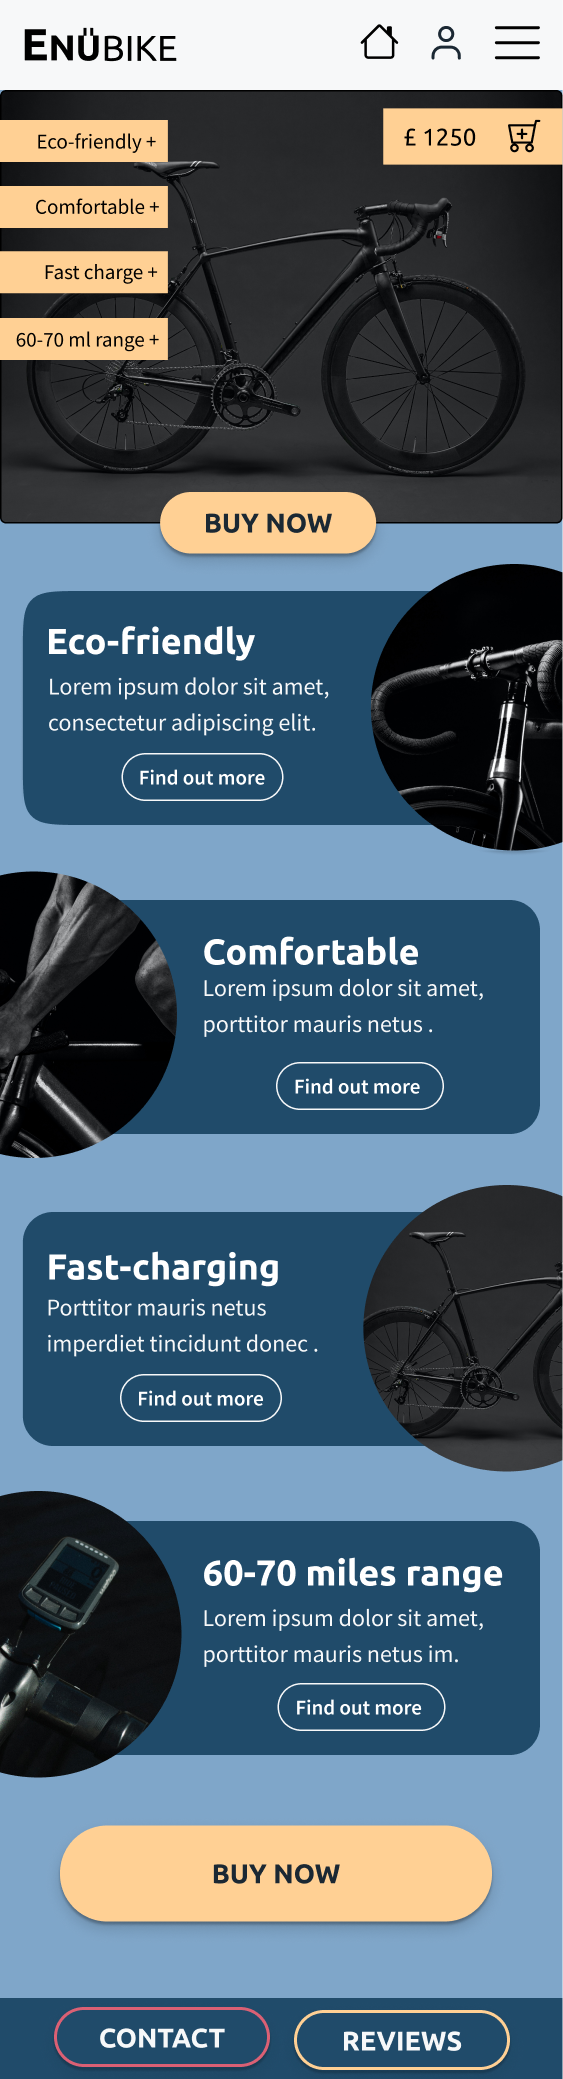 ENÜBIKE
£ 1250
Eco-friendly +
Comfortable +
Fast charge +
60-70 ml range +
BUY NOW
Eco-friendly
Lorem ipsum dolor sit amet,
consectetur adipiscing elit.
Find out more
Comfortable
Lorem ipsum dolor sit amet,
porttitor mauris netus .
Find out more
Fast-charging
Porttitor mauris netus
imperdiet tincidunt donec .
Find out more
60-70 miles range
Lorem ipsum dolor sit amet,
porttitor mauris netus im.
Find out more
BUY NOW
CONTACT
REVIEWS